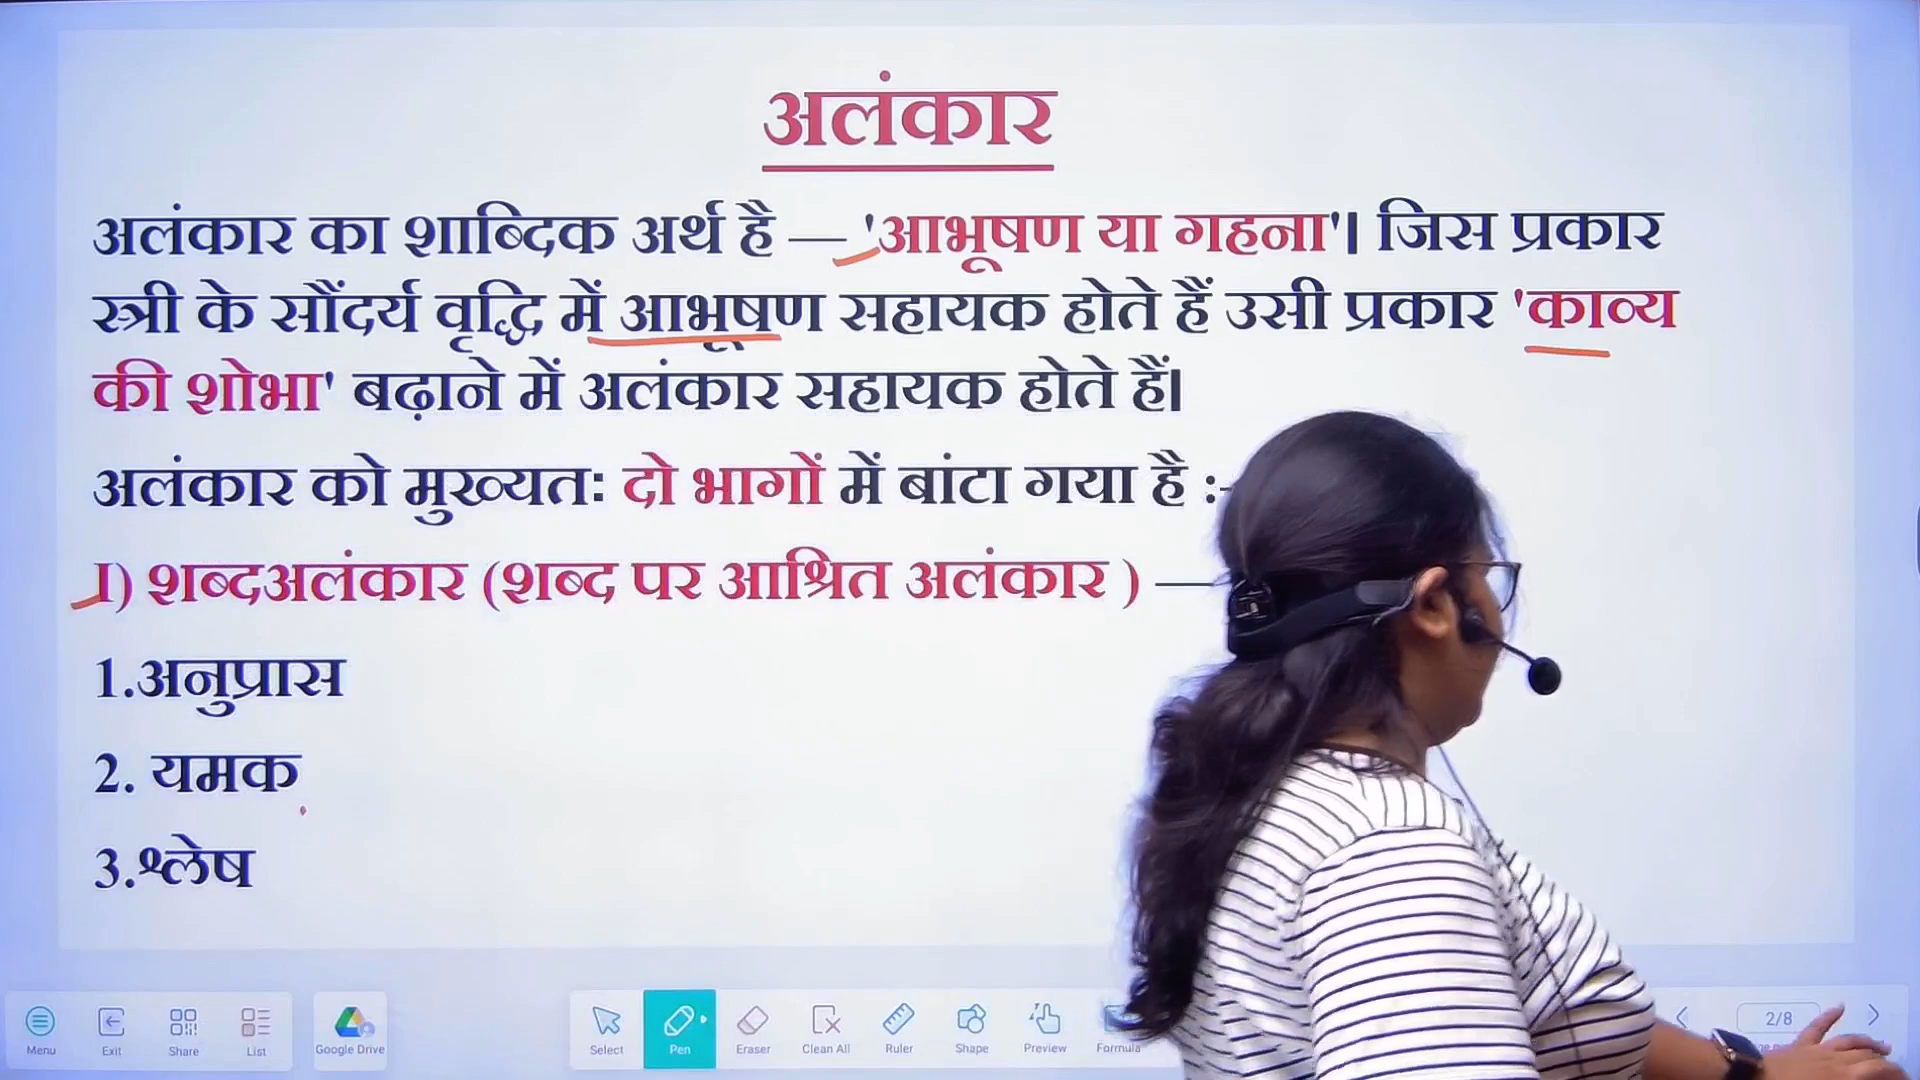 अलंकार
अलंकार का शाब्दिक अर्थ है — 'आभूषण या गहना'। जिस प्रकार
स्त्री के सौंदर्य वृद्धि में आभूषण सहायक होते हैं उसी प्रकार 'काव्य
की शोभा' बढ़ाने में अलंकार सहायक होते हैं।
अलंकार को मुख्यतः दो भागों में बांटा गया है :-
I) शब्दअलंकार (शब्द पर आश्रित अलंकार ) —
1.अनुप्रास
2. यमक
3.श्लेष
Menu Exit Share List Google Drive Select Pen Eraser Clean All Ruler Shape Preview Formula 2/8